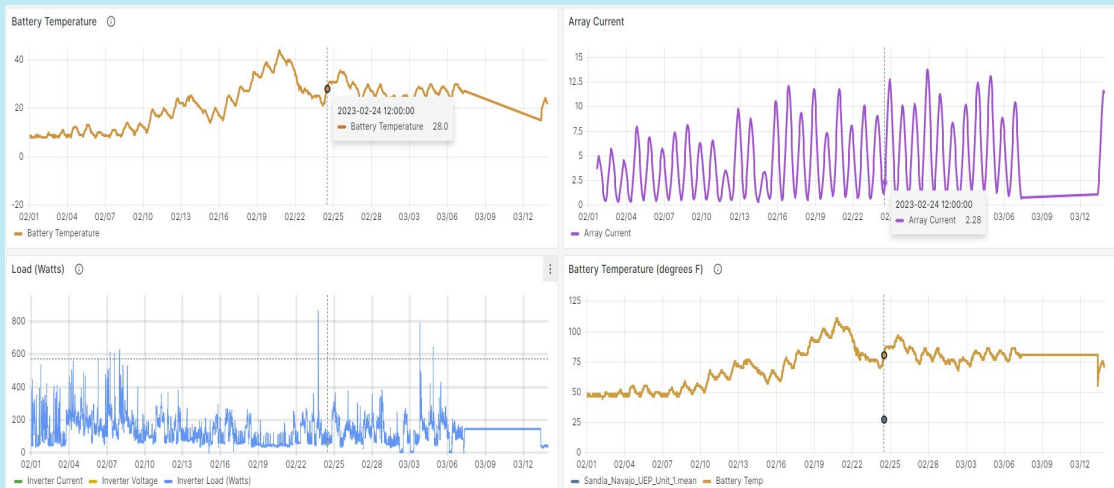 Battery Temperature
40
20
0
-20
02/01 02/04 02/07 02/10 02/13 02/16 02/19 02/22 02/25 02/28 03/03 03/06 03/09 03/12
2023-02-24 12:00:00
Battery Temperature 28.0
Battery Temperature
Array Current
15
12.5
10
7.5
5
2.5
0
02/01 02/04 02/07 02/10 02/13 02/16 02/19 02/22 02/ 03/06 03/09 03/12
2023-02-24 12:00:00
Array Current 2.28
Array Current
Load (Watts)
800
600
400
200
0
02/01 02/04 02/07 02/10 02/13 02/16 02/19 02/22 02/25 02/28 03/03 03/06 03/09 03/12
Inverter Current Inverter Voltage Inverter Load (Watts)
Battery Temperature (degrees F)
125
100
75
50
25
0
02/01 02/04 02/07 02/10 02/13 02/16 02/19 02/22 02/25 02/28 03/03 03/06 03/09 03/12
Sandia_Navajo_UEP_Unit_1.mean Battery Temp